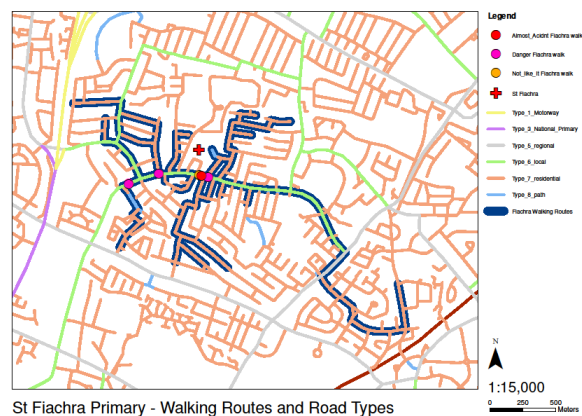 Legend
Almost_Acidnt Fiachra walk
Danger Fiachra walk
Not_like_It Fiachra walk
St Fiachra
Type_1_Motorway
Type_3_National_Primary
Type_5_regional
Type_6_local
Type_7_residential
Type_8_path
Fiachra Walking Routes
N
1:15,000
0 250 500
Meters
St Fiachra Primary - Walking Routes and Road Types